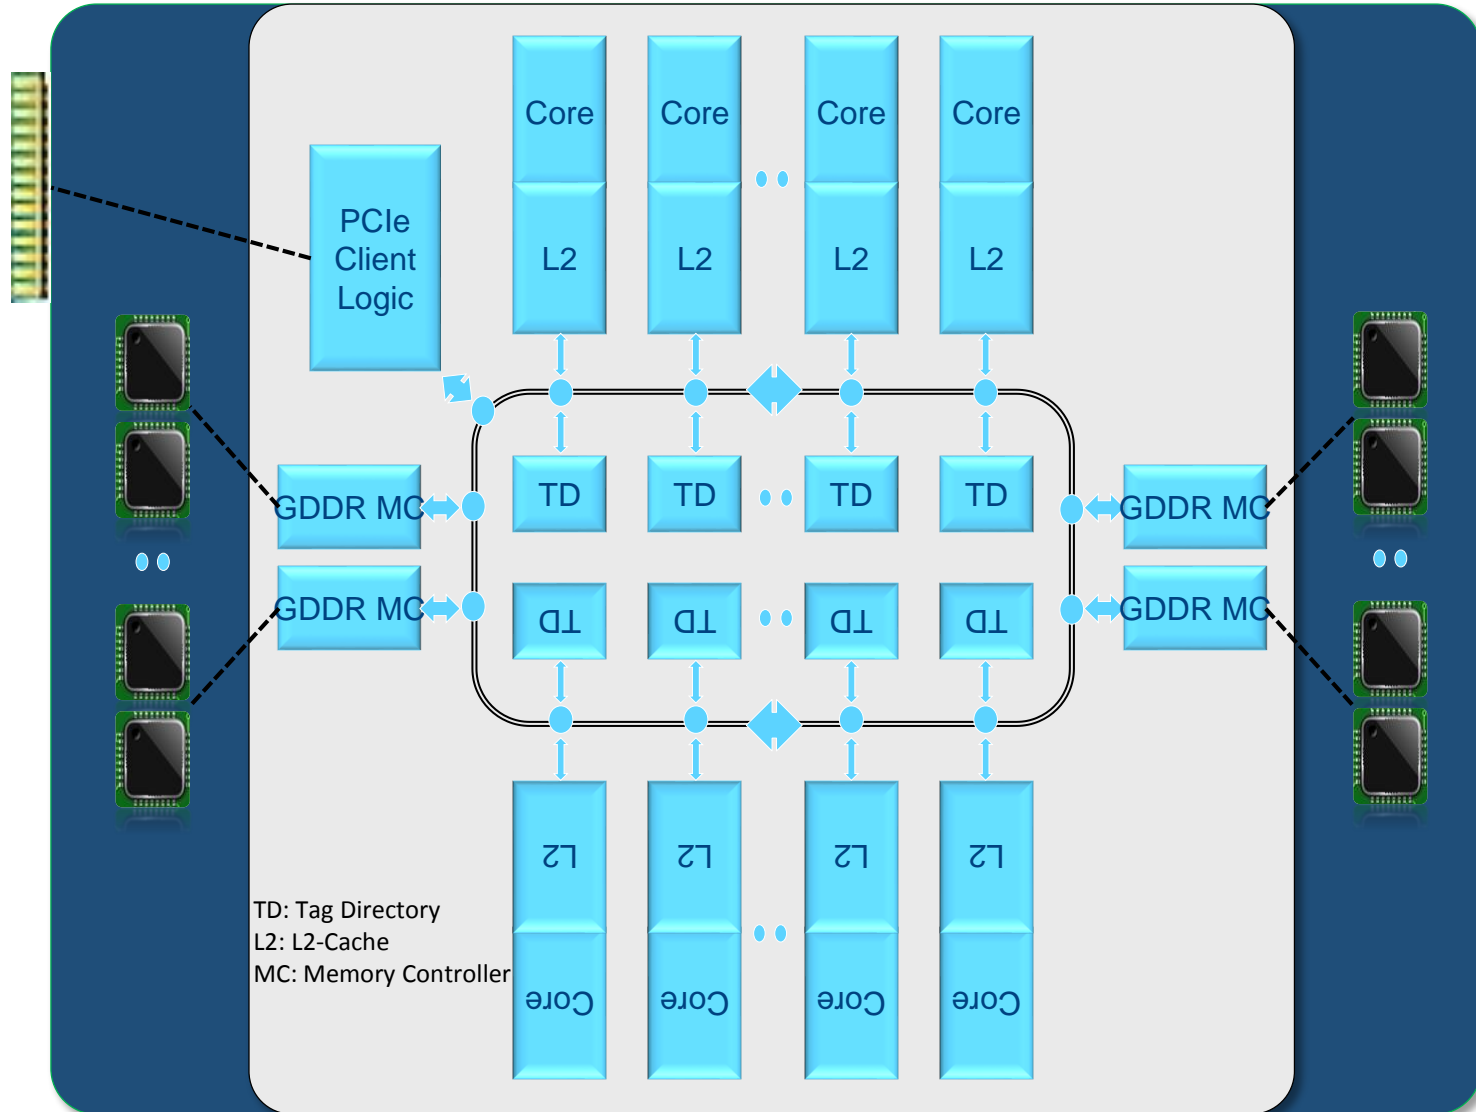 Core Core Core Core
PCIe
Client
Logic
L2 L2 L2 L2
GDDR MC TD TD TD TD GDDR MC
GDDR MC TD TD TD TD GDDR MC
L2 L2 L2 L2
TD: Tag Directory
L2: L2-Cache
MC: Memory Controller
Core Core Core Core